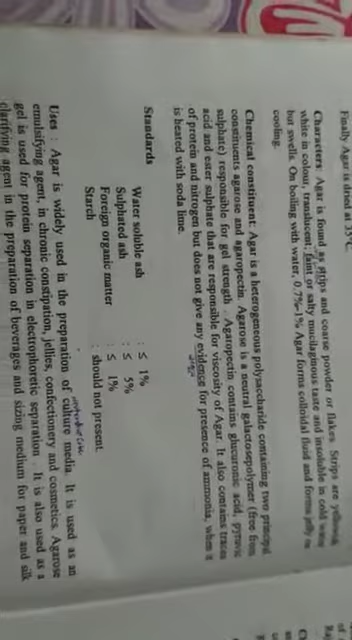 Finally Agar is dried at 35°C.
Characters Agar is found as strips and coarse powder or flakes. Strips are yellowish
white in colour, translucent, faint or salty mucilaginous taste and insoluble in cold water
but swells. On boiling with water, 0.7%-1% Agar forma colloidal fluid and forms jelly on
cooling.
Chemical constituent: Agar is a heterogeneous polysaccharide containing two principal
constituents agarose and agaropectin. Agarose is a neutral galactosepolymer (free from
sulphate) responsible for gel strength. Agaropectin contains glucuronic acid, pyruvic
acid and ester sulphate that are responsible for viscosity of Agar. It also contains traces
of protein and nitrogen but does not give any evidence for presence of ammonia, when it
is heated with soda lime.
Standards
Water soluble ash : ≤ 1%
Sulphated ash : ≤ 5%
Foreign organic matter : ≤ 1%
Starch : should not present
Uses : Agar is widely used in the preparation of culture media. It is used as an
emulsifying agent, in chronic constipation, jellies, confectionery and cosmetics. Agarose
gel is used for protein separation in electrophoretic separation. It is also used as a
clarifying agent in the preparation of beverages and sizing medium for paper and silk